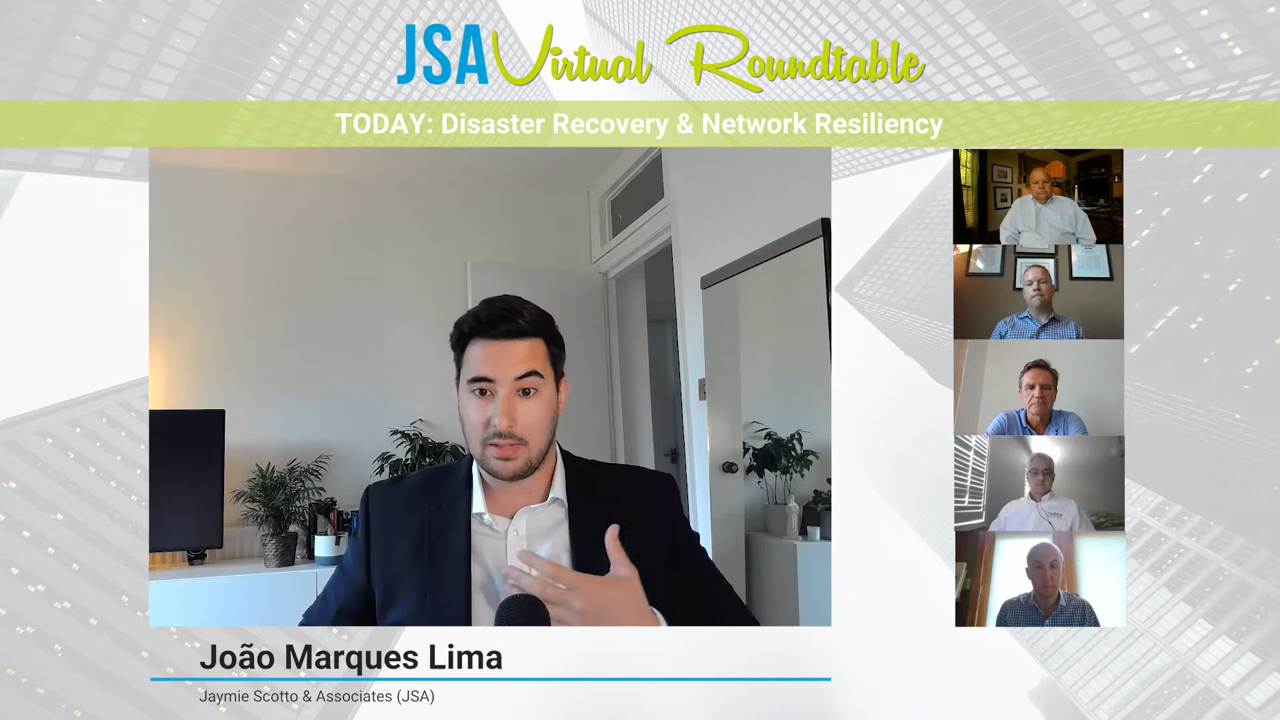 JSA Virtual Roundtable
TODAY: Disaster Recovery & Network Resiliency
João Marques Lima
Jaymie Scotto & Associates (JSA)